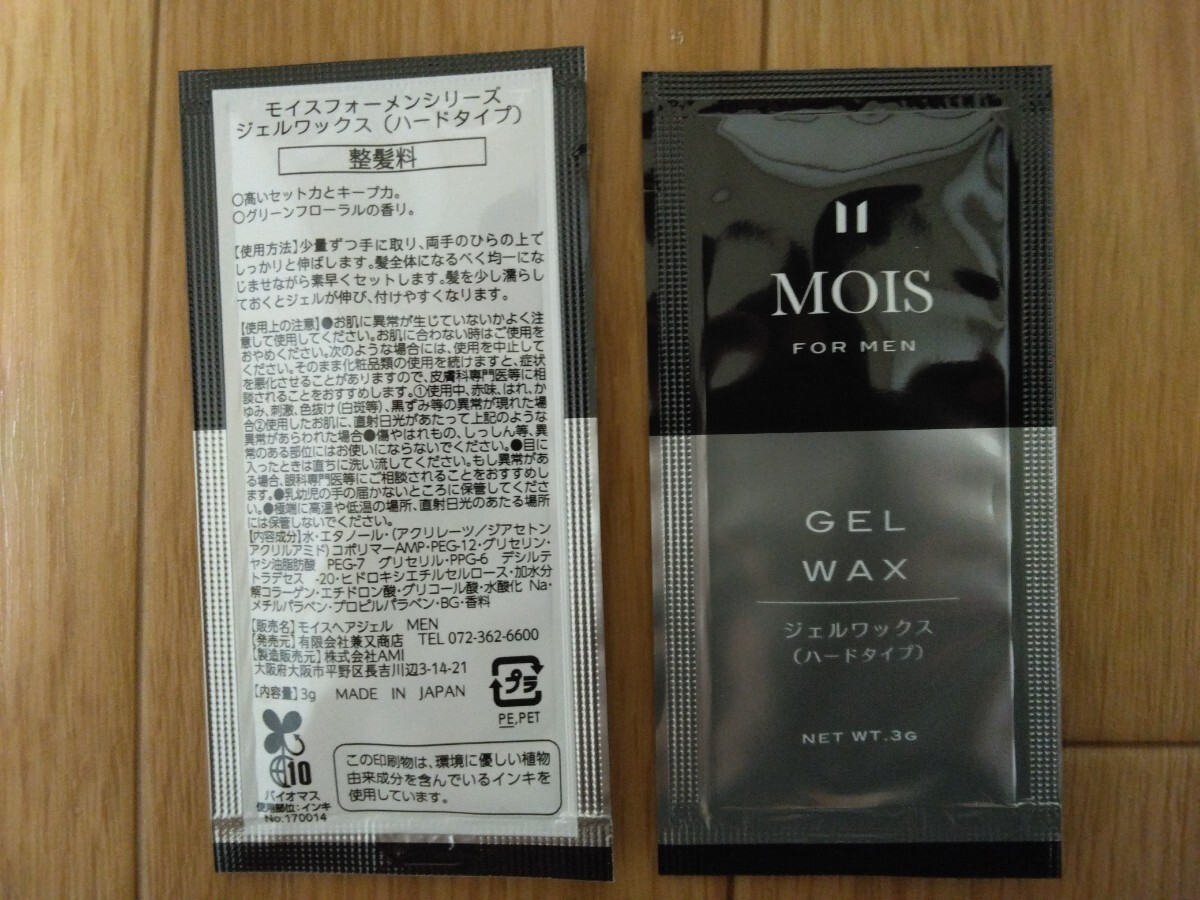 モイスフォーメンシリーズ
ジェルワックス（ハードタイプ）
整髪料
○高いセット力とキープ力。
○グリーンフローラルの香り。
【使用方法】少量ずつ手に取り、両手のひらの上で
しっかりと伸ばします。髪全体になるべく均一にな
じませながら素早くセットします。髪を少し濡らし
ておくとジェルが伸び、付けやすくなります。
【使用上の注意】●お肌に異常が生じていないかよく注
意して使用してください。お肌に合わない時はご使用を
おやめください。次のような場合には、使用を中止して
ください。そのまま化粧品類の使用を続けますと、症状
を悪化させることがありますので、皮膚科専門医等に相
談されることをおすすめします。①使用中、赤味、はれ、か
ゆみ、刺激、色抜け(白斑等)、黒ずみ等の異常が現れた場
合②使用したお肌に、直射日光があたって上記のような
異常があらわれた場合●傷やはれもの、しっしん等、異
常のある部位にはお使いにならないでください。●目に
入ったときは直ちに洗い流してください。もし異常があ
る場合、眼科専門医等にご相談されることをおすすめし
ます。●乳幼児の手の届かないところに保管してくださ
い。●極端に高温や低温の場所、直射日光のあたる場所
には保管しないでください。
【内容成分】水・エタノール・(アクリレーツ／ジアセトン
アクリルアミド)コポリマーAMP・PEG-12・グリセリン・
ヤシ油脂肪酸 PEG-7 グリセリル・PPG-6 デシルテ
トラデセス -20・ヒドロキシエチルセルロース・加水分
解コラーゲン・エチドロン酸・グリコール酸・水酸化 Na・
メチルパラベン・プロピルパラベン・BG・香料
【販売名】モイスヘアジェル MEN
【発売元】有限会社兼又商店 TEL 072-362-6600
【製造販売元】株式会社AMI
大阪府大阪市平野区長吉川辺3-14-21
【内容量】3g MADE IN JAPAN
プラ
PE,PET
10
バイオマス
使用部位：インキ
No.170014
この印刷物は、環境に優しい植物
由来成分を含んでいるインキを
使用しています。
MOIS
FOR MEN
GEL
WAX
ジェルワックス
（ハードタイプ）
NET WT.3G